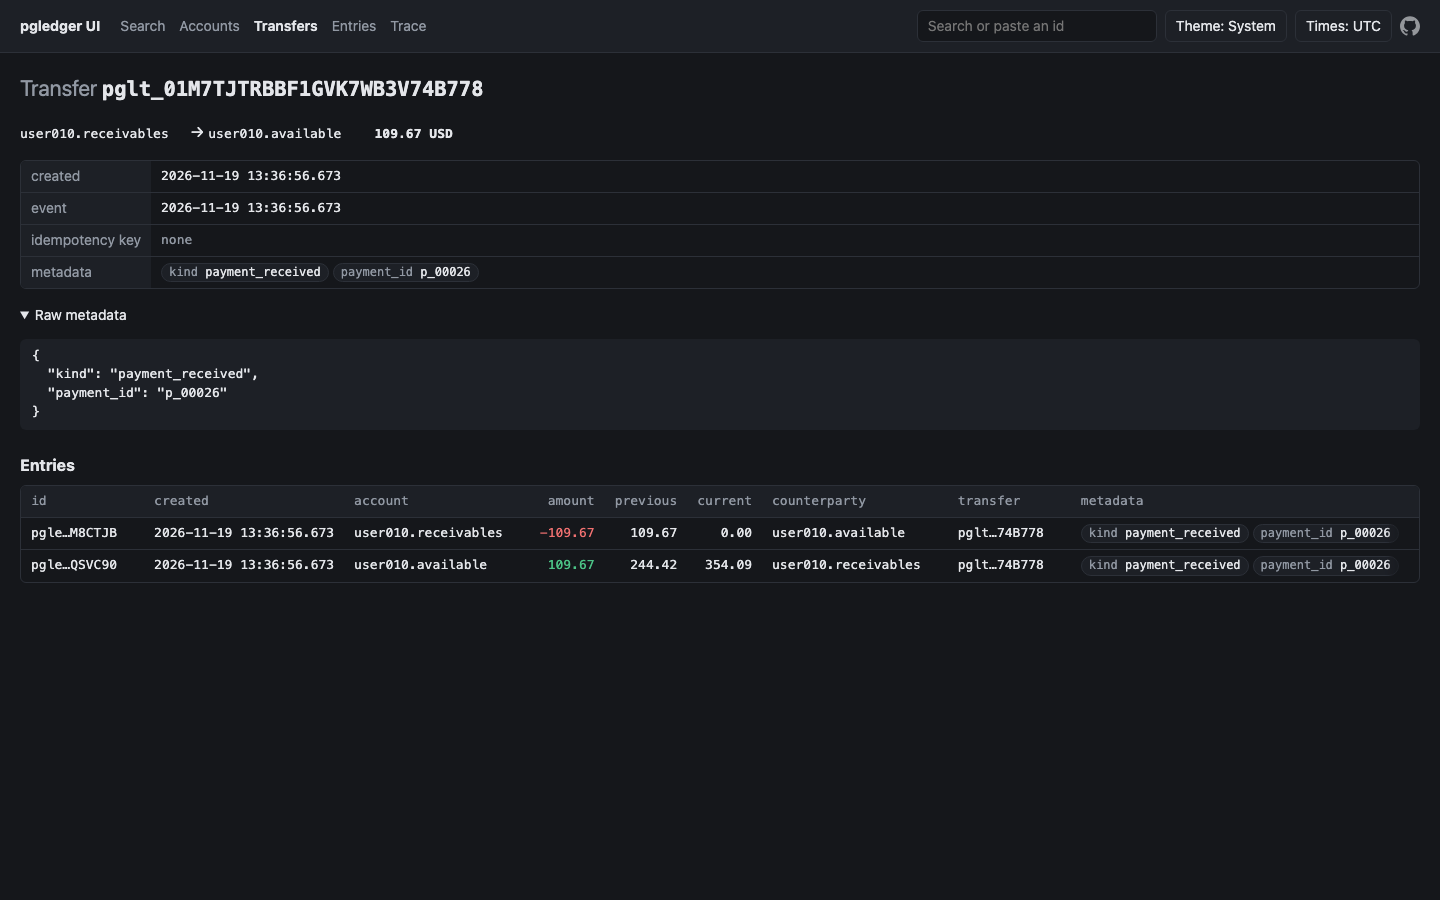 pgledger UI Search Accounts Transfers Entries Trace Search or paste an id Theme: System Times: UTC
Transfer pglt_01M7TJTRBBF1GVK7WB3V74B778
user010.receivables → user010.available 109.67 USD
created 2026-11-19 13:36:56.673
event 2026-11-19 13:36:56.673
idempotency key none
metadata kind payment_received payment_id p_00026
▼ Raw metadata
{
"kind": "payment_received",
"payment_id": "p_00026"
}
Entries
id created account amount previous current counterparty transfer metadata
pgle…M8CTJB 2026-11-19 13:36:56.673 user010.receivables -109.67 109.67 0.00 user010.available pglt…74B778 kind payment_received payment_id p_00026
pgle…QSVC90 2026-11-19 13:36:56.673 user010.available 109.67 244.42 354.09 user010.receivables pglt…74B778 kind payment_received payment_id p_00026